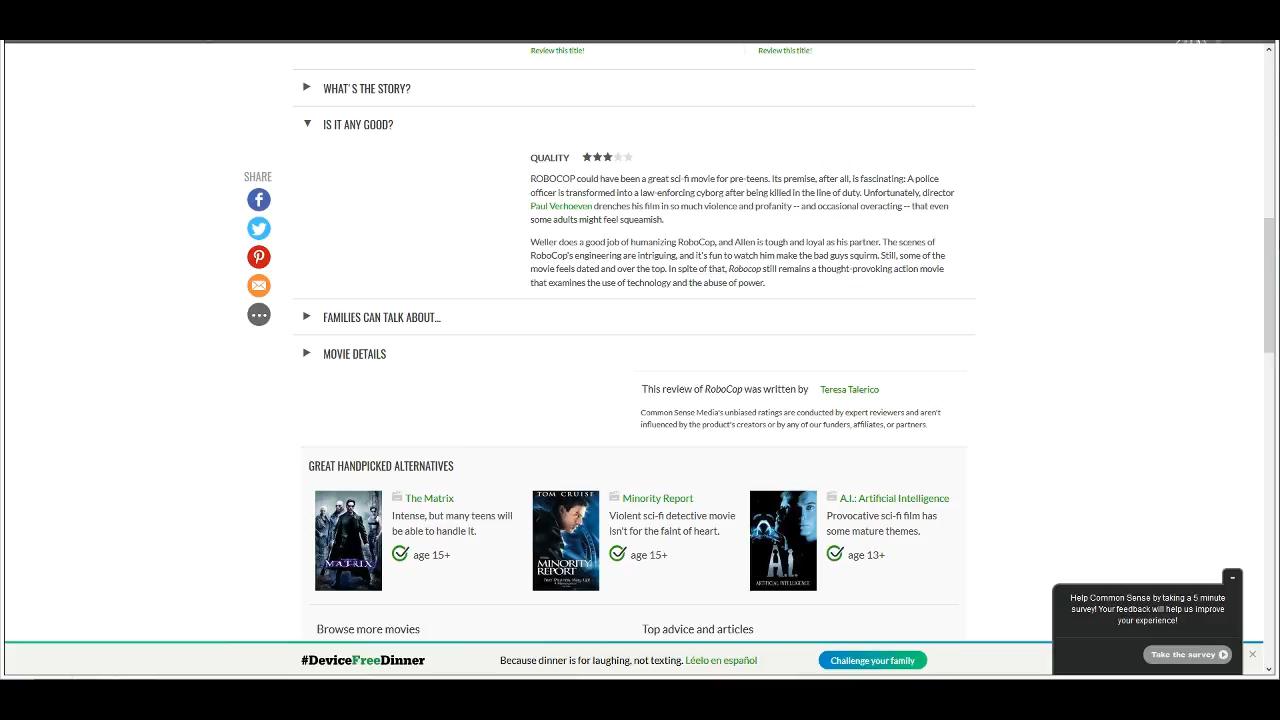 Review this title!
Review this title!
WHAT'S THE STORY?
IS IT ANY GOOD?
SHARE
QUALITY
ROBOCOP could have been a great sci-fi movie for pre-teens. Its premise, after all, is fascinating: A police
officer is transformed into a law-enforcing cyborg after being killed in the line of duty. Unfortunately, director
Paul Verhoeven drenches his film in so much violence and profanity -- and occasional overacting -- that even
some adults might feel squeamish.
Weller does a good job of humanizing RoboCop, and Allen is tough and loyal as his partner. The scenes of
RoboCop's engineering are intriguing, and it's fun to watch him make the bad guys squirm. Still, some of the
movie feels dated and over the top. In spite of that, Robocop still remains a thought-provoking action movie
that examines the use of technology and the abuse of power.
FAMILIES CAN TALK ABOUT...
MOVIE DETAILS
This review of RoboCop was written by Teresa Talerico
Common Sense Media's unbiased ratings are conducted by expert reviewers and aren't
influenced by the product's creators or by any of our funders, affiliates, or partners.
GREAT HANDPICKED ALTERNATIVES
MATRIX
The Matrix
Intense, but many teens will
be able to handle it.
age 15+
TOM CRUISE
MINORITY
REPORT
Minority Report
Violent sci-fi detective movie
isn't for the faint of heart.
age 15+
A.I.
ARTIFICIAL INTELLIGENCE
A.I.: Artificial Intelligence
Provocative sci-fi film has
some mature themes.
age 13+
Browse more movies
Top advice and articles
Help Common Sense by taking a 5 minute
survey! Your feedback will help us improve
your experience!
Take the survey
#DeviceFreeDinner
Because dinner is for laughing, not texting. Léelo en español
Challenge your family